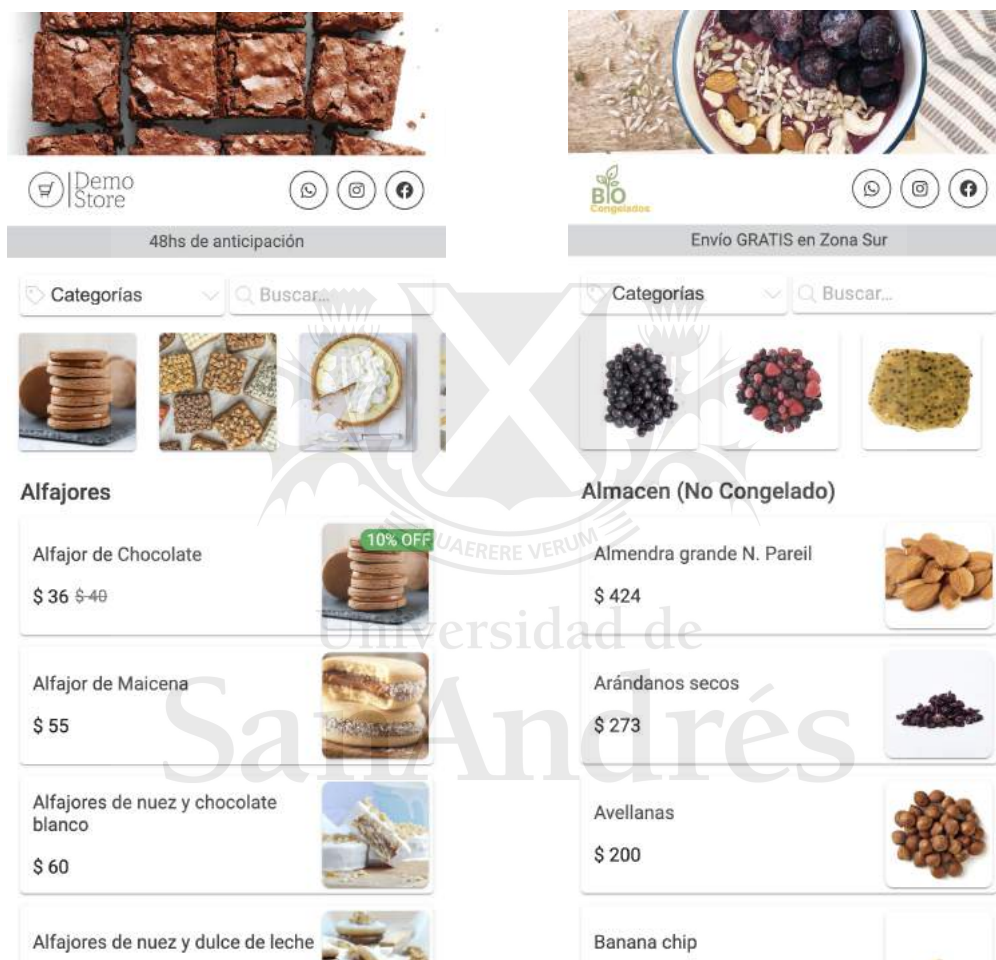 Demo
Store
48hs de anticipación
Categorías
Buscar...
Alfajores
Alfajor de Chocolate
10% OFF
$ 36 $ 40
Alfajor de Maicena
$ 55
Alfajores de nuez y chocolate
blanco
$ 60
Alfajores de nuez y dulce de leche
BIO
Congelados
Envío GRATIS en Zona Sur
Categorías
Buscar...
Almacen (No Congelado)
Almendra grande N. Pareil
$ 424
Arándanos secos
$ 273
Avellanas
$ 200
Banana chip
QUAERERE VERUM
Universidad de
SanAndrés